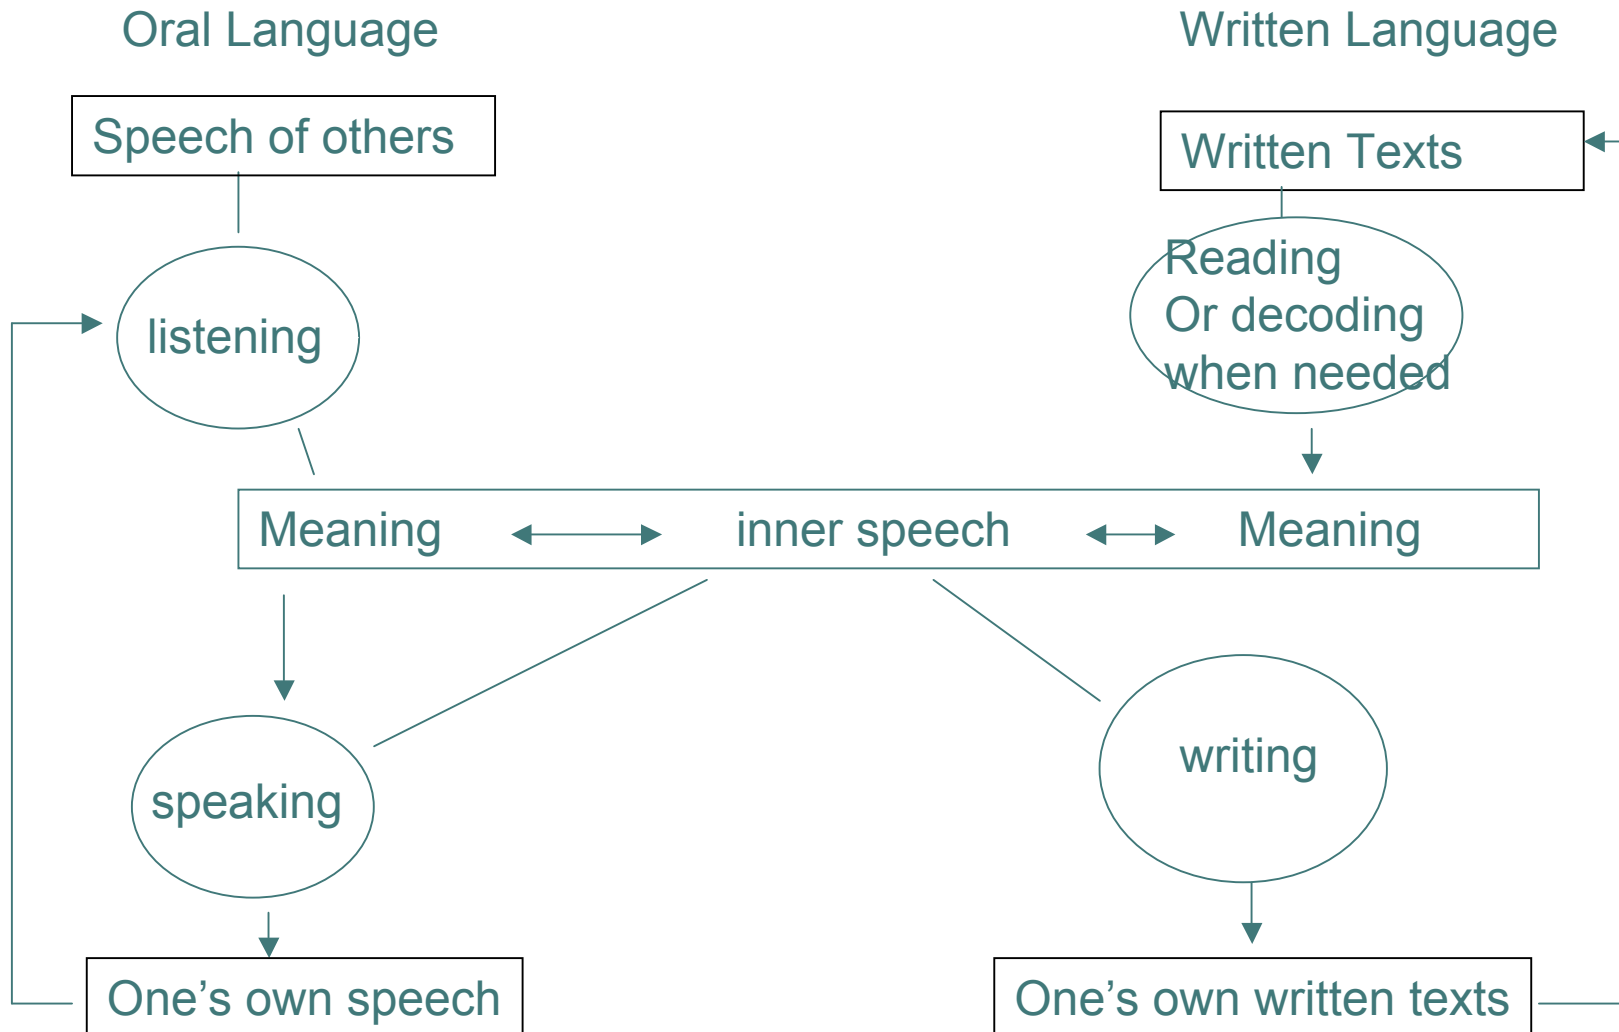 Oral Language
Written Language
Speech of others
Written Texts
listening
Reading
Or decoding
when needed
Meaning
inner speech
Meaning
speaking
writing
One’s own speech
One’s own written texts